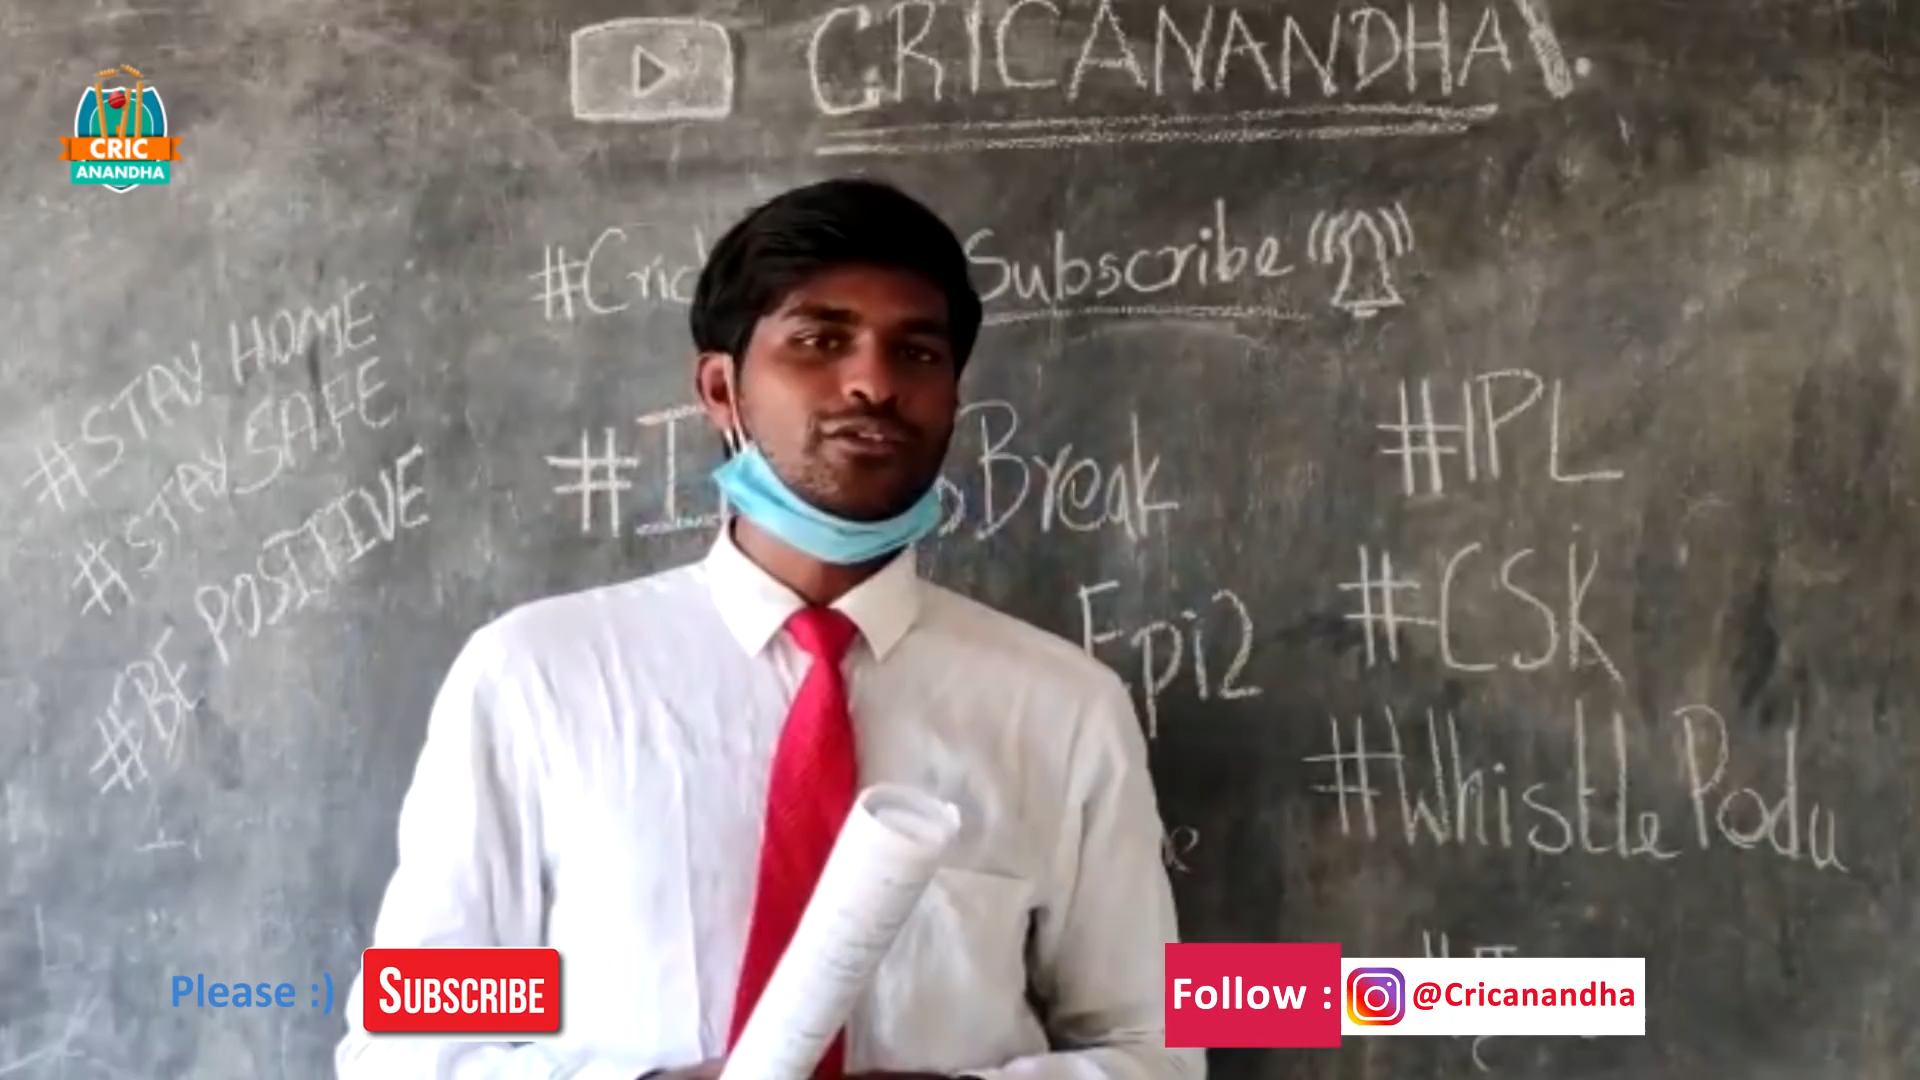 CRICANANDHA
CRIC
ANANDHA
Subscribe
#STAY HOME
#STAY SAFE
#BE POSITIVE
Break
#IPL
Epi2
#CSK
#WhistlePodu
Please :)
SUBSCRIBE
Follow :
@Cricanandha